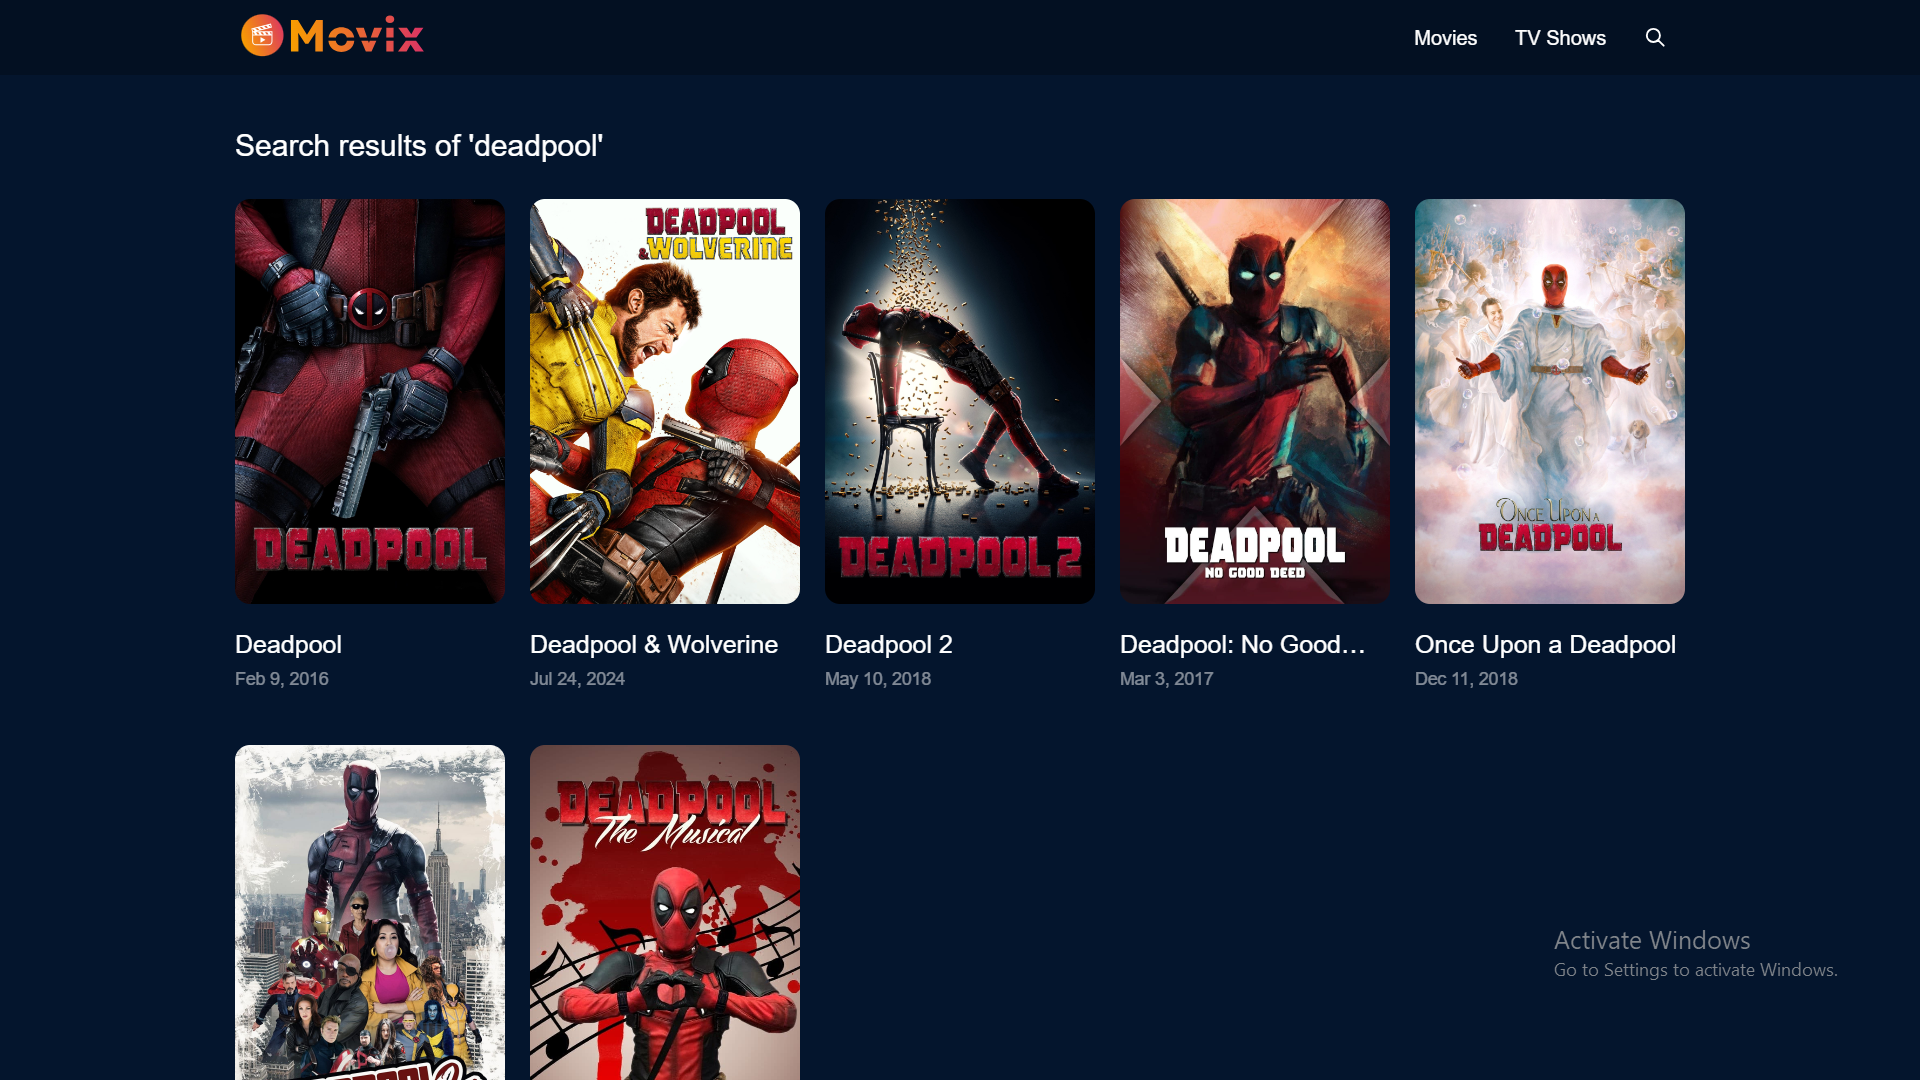 Movix
Movies
TV Shows
Search results of 'deadpool'
DEADPOOL
DEADPOOL
& WOLVERINE
DEADPOOL 2
DEADPOOL
NO GOOD DEED
ONCE UPON A
DEADPOOL
Deadpool
Deadpool & Wolverine
Deadpool 2
Deadpool: No Good…
Once Upon a Deadpool
Feb 9, 2016
Jul 24, 2024
May 10, 2018
Mar 3, 2017
Dec 11, 2018
DEADPOOL
The Musical
Activate Windows
Go to Settings to activate Windows.